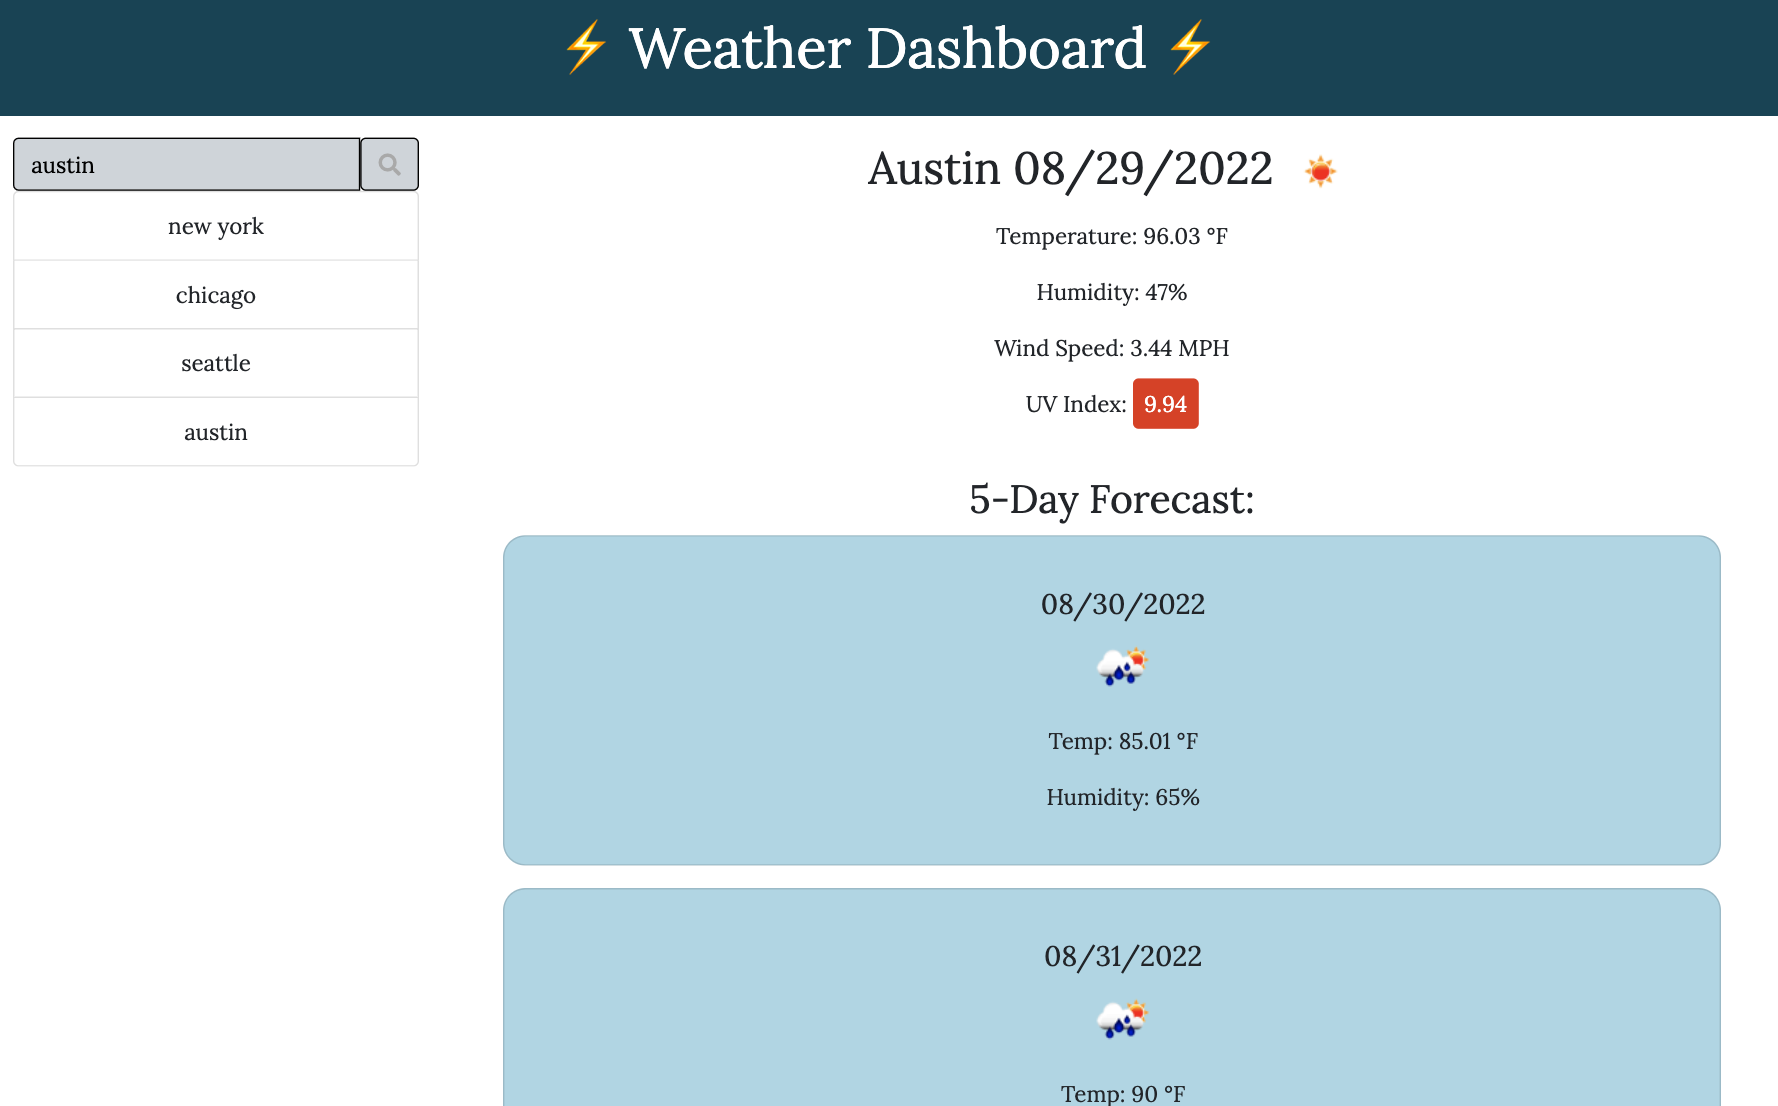 ⚡ Weather Dashboard ⚡
austin
new york
chicago
seattle
austin
Austin 08/29/2022
Temperature: 96.03 °F
Humidity: 47%
Wind Speed: 3.44 MPH
UV Index: 9.94
5-Day Forecast:
08/30/2022
Temp: 85.01 °F
Humidity: 65%
08/31/2022
Temp: 90 °F